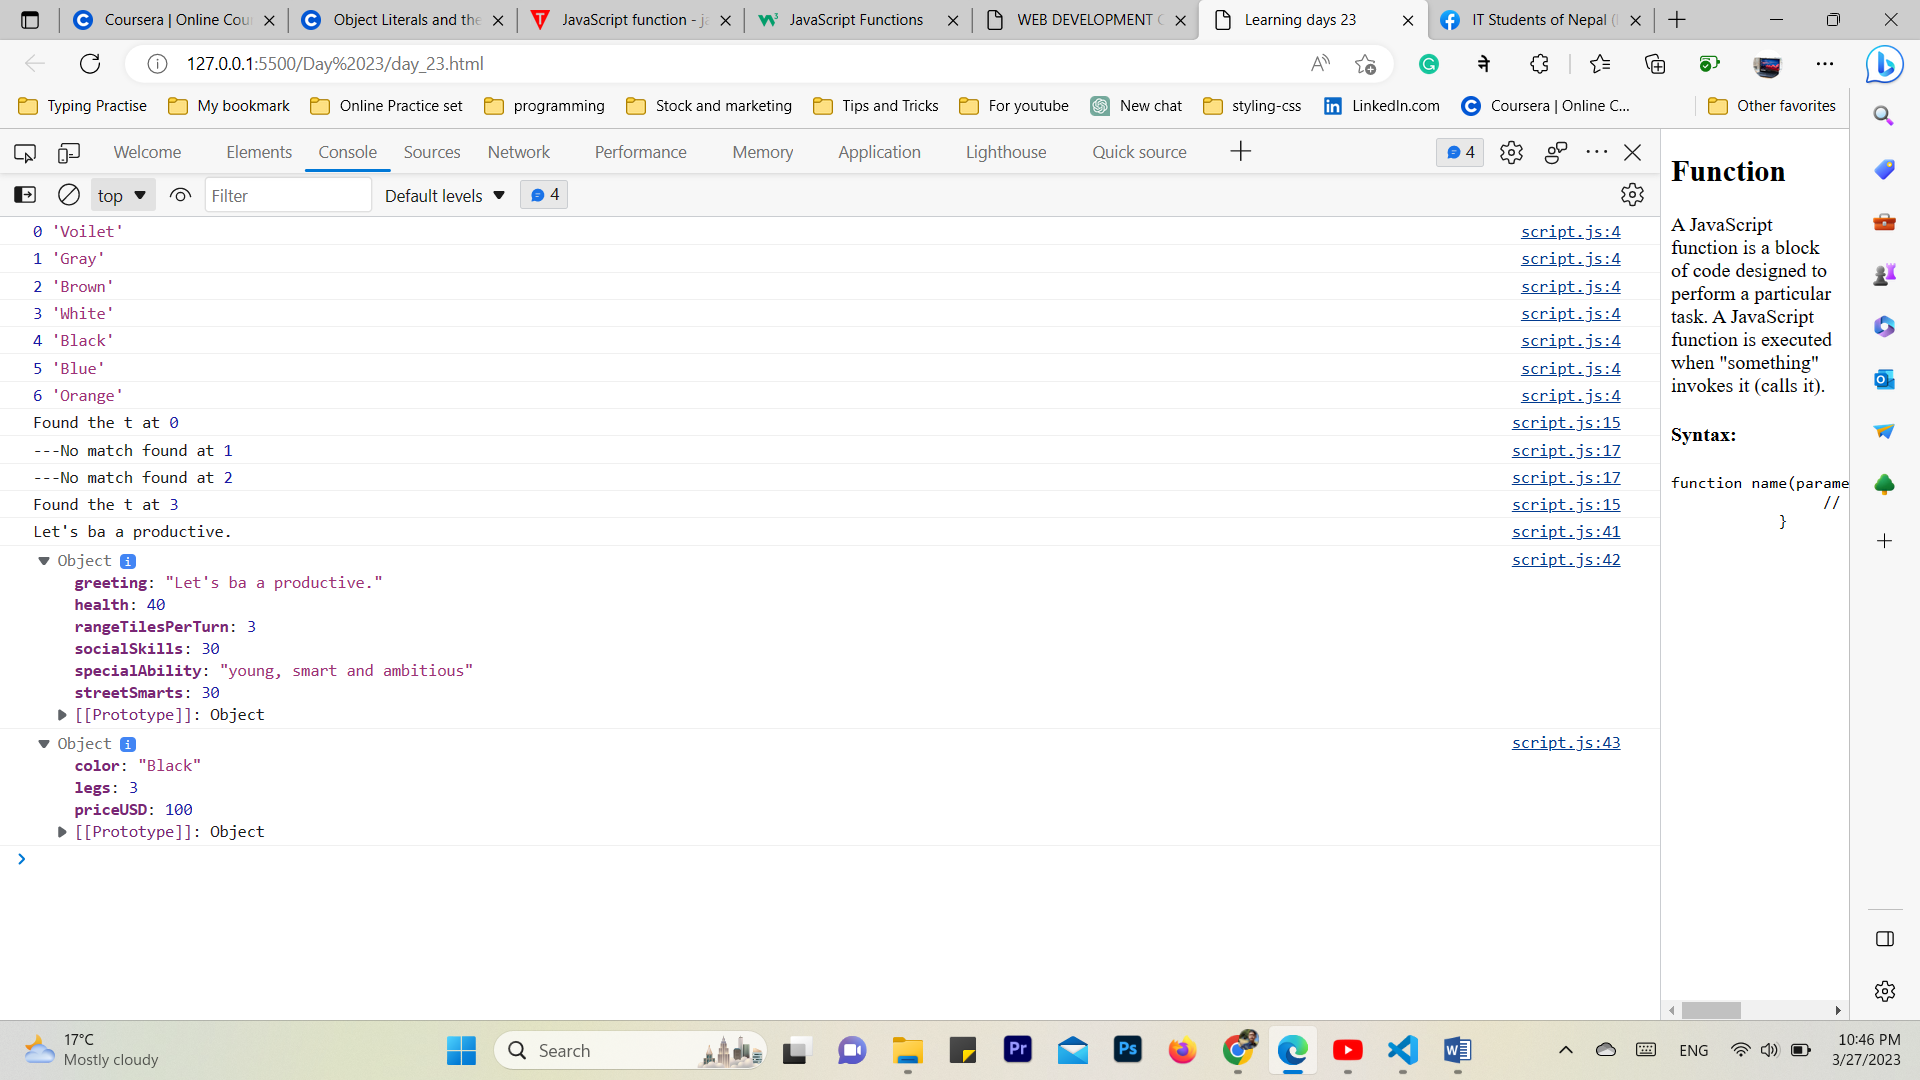 Coursera | Online Cour
Object Literals and the
JavaScript function - ja
JavaScript Functions
WEB DEVELOPMENT C
Learning days 23
IT Students of Nepal (
127.0.0.1:5500/Day%2023/day_23.html
Typing Practise
My bookmark
Online Practice set
programming
Stock and marketing
Tips and Tricks
For youtube
New chat
styling-css
LinkedIn.com
Coursera | Online C...
Other favorites
Welcome
Elements
Console
Sources
Network
Performance
Memory
Application
Lighthouse
Quick source
4
top
Filter
Default levels
4
0 'Voilet' script.js:4
1 'Gray' script.js:4
2 'Brown' script.js:4
3 'White' script.js:4
4 'Black' script.js:4
5 'Blue' script.js:4
6 'Orange' script.js:4
Found the t at 0 script.js:15
---No match found at 1 script.js:17
---No match found at 2 script.js:17
Found the t at 3 script.js:15
Let's ba a productive. script.js:41
Object i script.js:42
greeting: "Let's ba a productive."
health: 40
rangeTilesPerTurn: 3
socialSkills: 30
specialAbility: "young, smart and ambitious"
streetSmarts: 30
[[Prototype]]: Object
Object i script.js:43
color: "Black"
legs: 3
priceUSD: 100
[[Prototype]]: Object
Function
A JavaScript
function is a block
of code designed to
perform a particular
task. A JavaScript
function is executed
when "something"
invokes it (calls it).
Syntax:
function name(parame
//
}
17°C
Mostly cloudy
Search
Pr
Ps
ENG
10:46 PM
3/27/2023